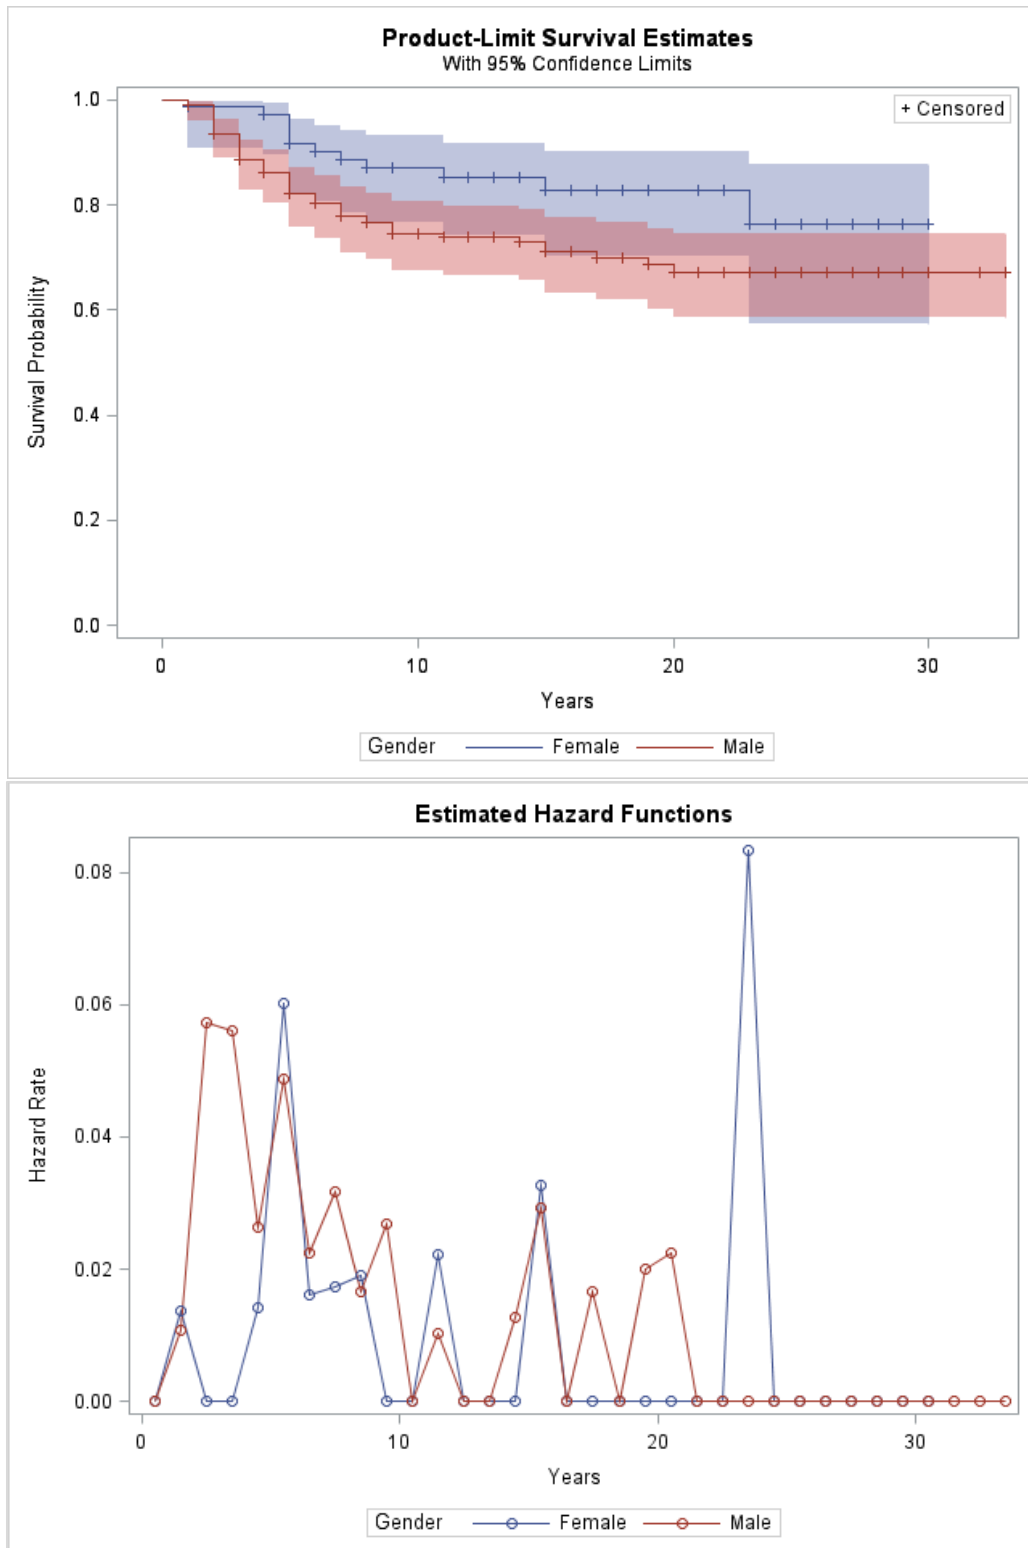 Product-Limit Survival Estimates
With 95% Confidence Limits
+ Censored
1.0
0.8
0.6
0.4
0.2
0.0
Survival Probability
0 10 20 30
Years
Gender Female Male
Estimated Hazard Functions
0.08
0.06
0.04
0.02
0.00
Hazard Rate
0 10 20 30
Years
Gender Female Male